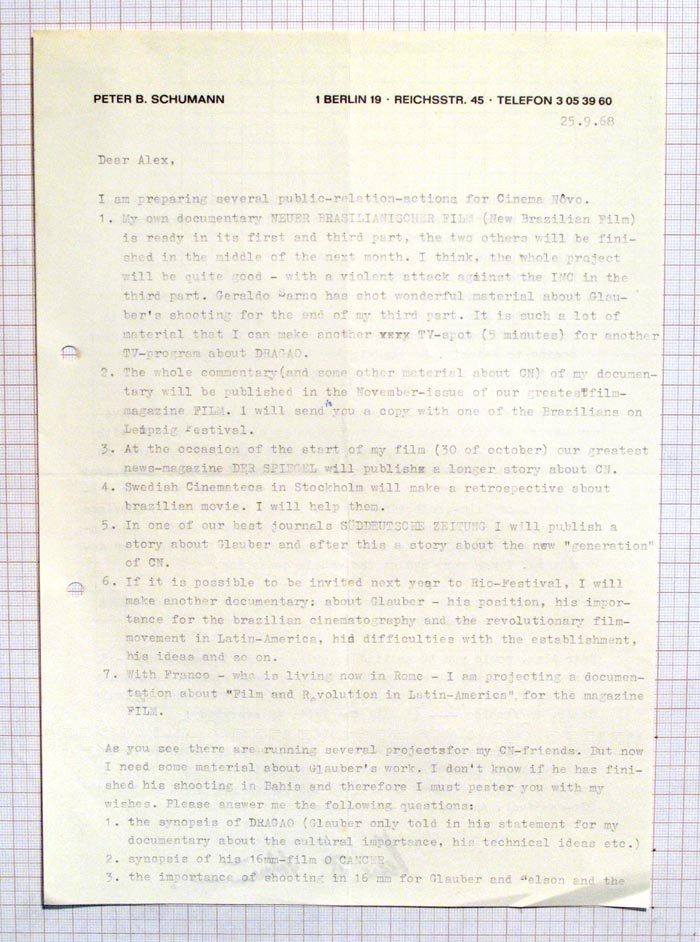 PETER B. SCHUMANN 1 BERLIN 19 · REICHSSTR. 45 · TELEFON 3 05 39 60
25.9.68
Dear Alex,
I am preparing several public-relation-actions for Cinema Nôvo.
1. My own documentary NEUER BRASILIANISCHER FILM (New Brazilian Film)
is ready in its first and third part, the two others will be fini-
shed in the middle of the next month. I think, the whole project
will be quite good - with a violent attack against the INC in the
third part. Geraldo Sarno has shot wonderful material about Glau-
ber's shooting for the end of my third part. It is such a lot of
material that I can make another xexx TV-spot (5 minutes) for another
TV-program about DRAGAO.
2. The whole commentary(and some other material about CN) of my documen-
tary will be published in the November-issue of our greatestfilm-
magazine FILM. I will send you a copy with one of the Brazilians on
Leipzig Festival.
3. At the occasion of the start of my film (30 of october) our greatest
news-magazine DER SPIEGEL will publish a longer story about CN.
4. Swedish Cinemateca in Stockholm will make a retrospective about
brazilian movie. I will help them.
5. In one of our best journals SÜDDEUTSCHE ZEITUNG I will publish a
story about Glauber and after this a story about the new "generation"
of CN.
6. If it is possible to be invited next year to Rio-Festival, I will
make another documentary: about Glauber - his position, his impor-
tance for the brazilian cinematography and the revolutionary film-
movement in Latin-America, hid difficulties with the establishment,
his ideas and so on.
7. With Franco - who is living now in Rome - I am projecting a documen-
tation about "Film and Revolution in Latin-America" for the magazine
FILM.
As you see there are running several projectsfor my CN-friends. But now
I need some material about Glauber's work. I don't know if he has fini-
shed his shooting in Bahia and therefore I must pester you with my
wishes. Please answer me the following questions:
1. the synopsis of DRAGAO (Glauber only told in his statement for my
documentary about the cultural importance, his technical ideas etc.)
2. synopsis of his 16mm-film O CANCER
3. the importance of shooting in 16 mm for Glauber and Nelson and the